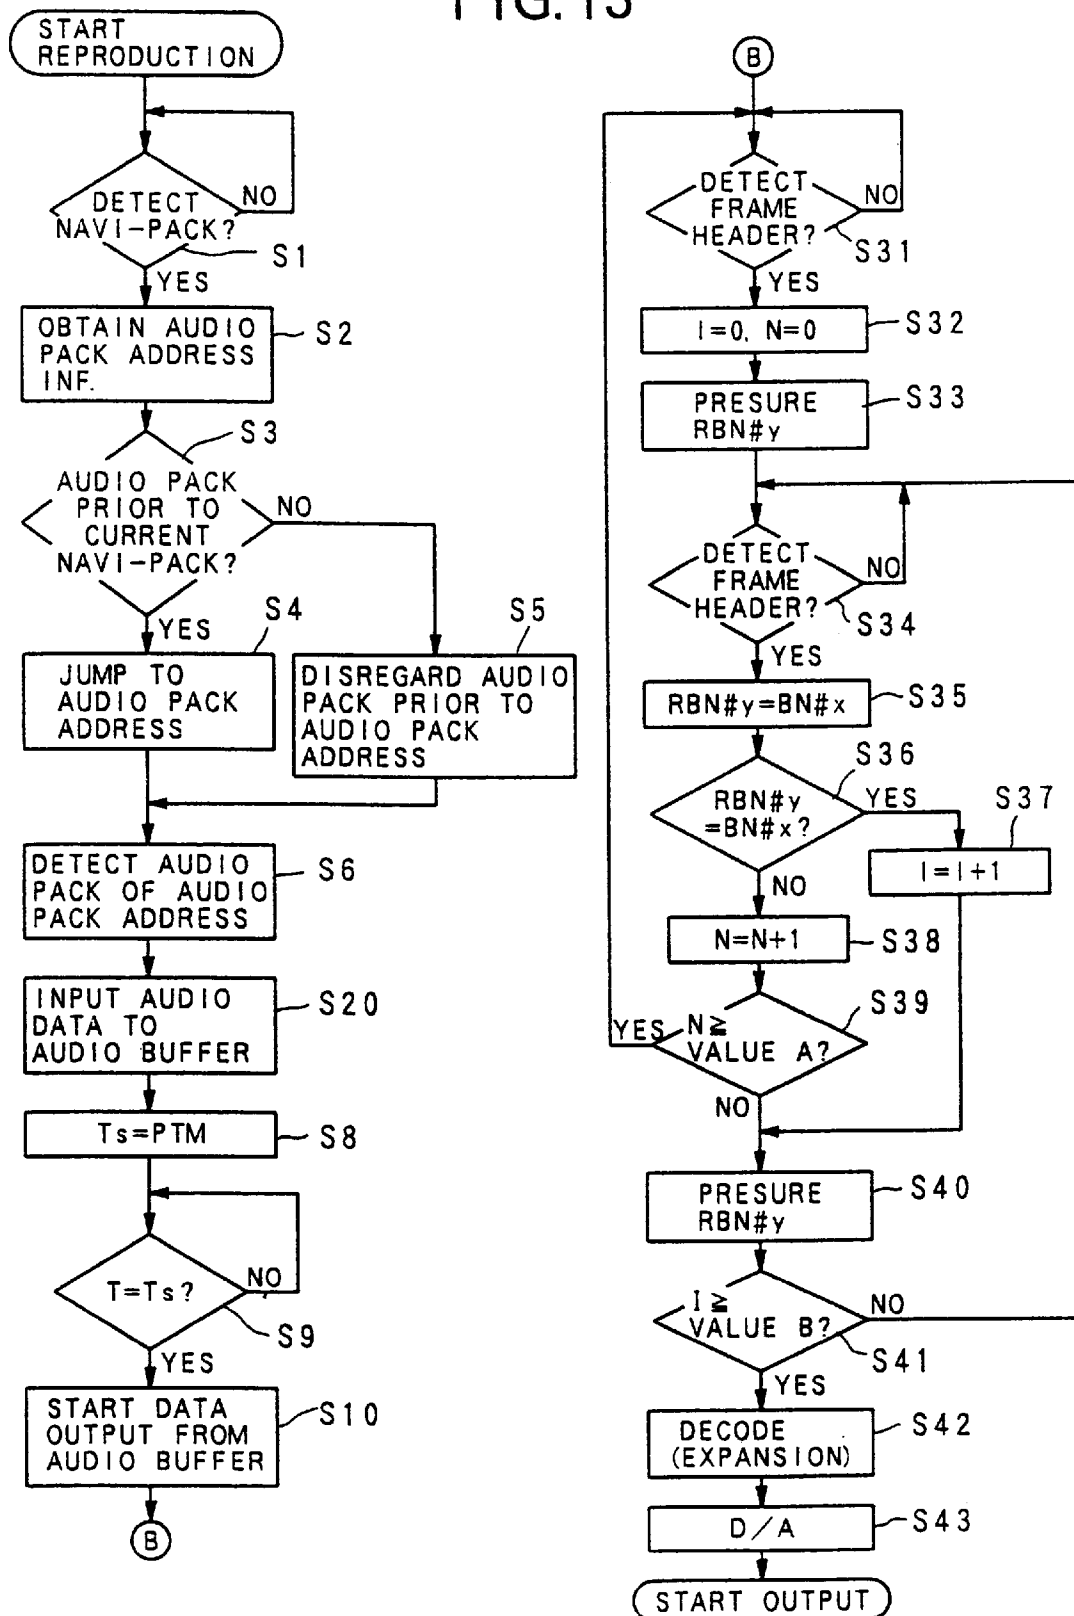 FIG. 13
START
REPRODUCTION
DETECT
NAVI-PACK?
NO
S1
YES
OBTAIN AUDIO
PACK ADDRESS
INF.
S2
S3
AUDIO PACK
PRIOR TO
CURRENT
NAVI-PACK?
NO
YES
S4
JUMP TO
AUDIO PACK
ADDRESS
S5
DISREGARD AUDIO
PACK PRIOR TO
AUDIO PACK
ADDRESS
DETECT AUDIO
PACK OF AUDIO
PACK ADDRESS
S6
INPUT AUDIO
DATA TO
AUDIO BUFFER
S20
Ts=PTM
S8
T=Ts?
NO
S9
YES
START DATA
OUTPUT FROM
AUDIO BUFFER
S10
B
B
DETECT
FRAME
HEADER?
NO
S31
YES
I=0, N=0
S32
PRESURE
RBN#y
S33
DETECT
FRAME
HEADER?
NO
S34
YES
RBN#y=BN#x
S35
S36
RBN#y
=BN#x?
YES
S37
I=I+1
NO
N=N+1
S38
S39
N≧
VALUE A?
YES
NO
PRESURE
RBN#y
S40
I≧
VALUE B?
NO
S41
YES
DECODE
(EXPANSION)
S42
D/A
S43
START OUTPUT